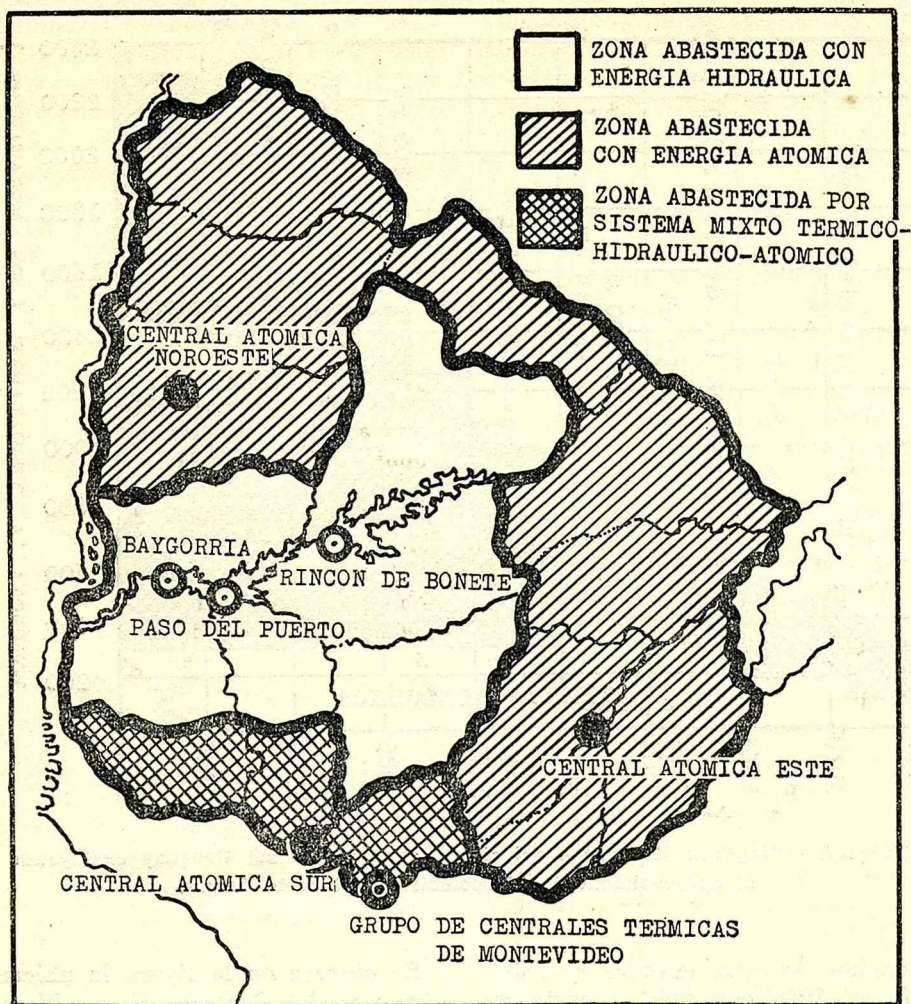 ZONA ABASTECIDA CON
ENERGIA HIDRAULICA
ZONA ABASTECIDA
CON ENERGIA ATOMICA
ZONA ABASTECIDA POR
SISTEMA MIXTO TERMICO-
HIDRAULICO-ATOMICO
CENTRAL ATOMICA
NOROESTE
BAYGORRIA
RINCON DE BONETE
PASO DEL PUERTO
CENTRAL ATOMICA ESTE
CENTRAL ATOMICA SUR
GRUPO DE CENTRALES TERMICAS
DE MONTEVIDEO